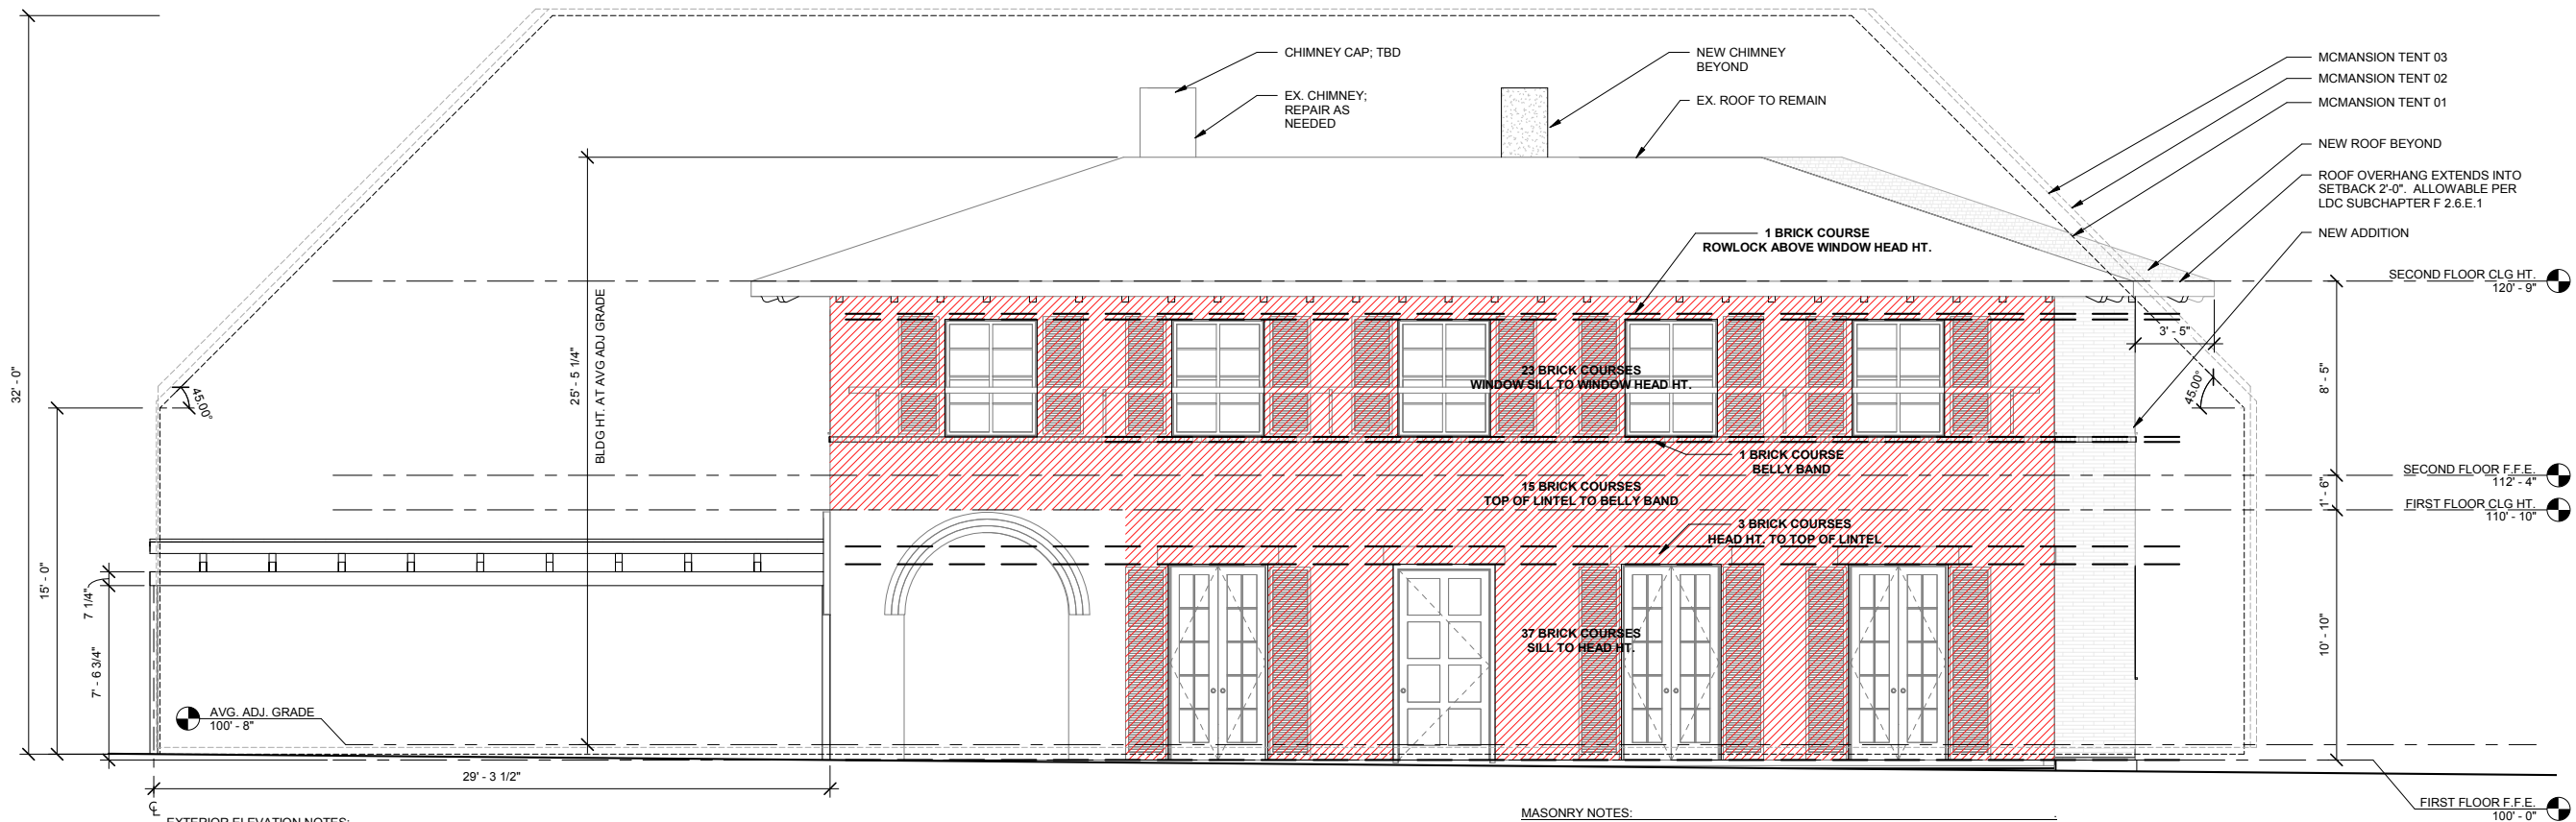 CHIMNEY CAP; TBD
EX. CHIMNEY;
REPAIR AS
NEEDED
NEW CHIMNEY
BEYOND
EX. ROOF TO REMAIN
MCMANSION TENT 03
MCMANSION TENT 02
MCMANSION TENT 01
NEW ROOF BEYOND
ROOF OVERHANG EXTENDS INTO
SETBACK 2'-0". ALLOWABLE PER
LDC SUBCHAPTER F 2.6.E.1
NEW ADDITION
1 BRICK COURSE
ROWLOCK ABOVE WINDOW HEAD HT.
SECOND FLOOR CLG HT.
120' - 9"
32' - 0"
25' - 5 1/4"
BLDG HT. AT AVG ADJ GRADE
45.00°
3' - 5"
45.00°
8' - 5"
23 BRICK COURSES
WINDOW SILL TO WINDOW HEAD HT.
1 BRICK COURSE
BELLY BAND
SECOND FLOOR F.F.E.
112' - 4"
15 BRICK COURSES
TOP OF LINTEL TO BELLY BAND
1' - 6"
FIRST FLOOR CLG HT.
110' - 10"
3 BRICK COURSES
HEAD HT. TO TOP OF LINTEL
15' - 0"
7 1/4"
7' - 6 3/4"
37 BRICK COURSES
SILL TO HEAD HT.
10' - 10"
AVG. ADJ. GRADE
100' - 8"
29' - 3 1/2"
FIRST FLOOR F.F.E.
100' - 0"
EXTERIOR ELEVATION NOTES:
MASONRY NOTES: